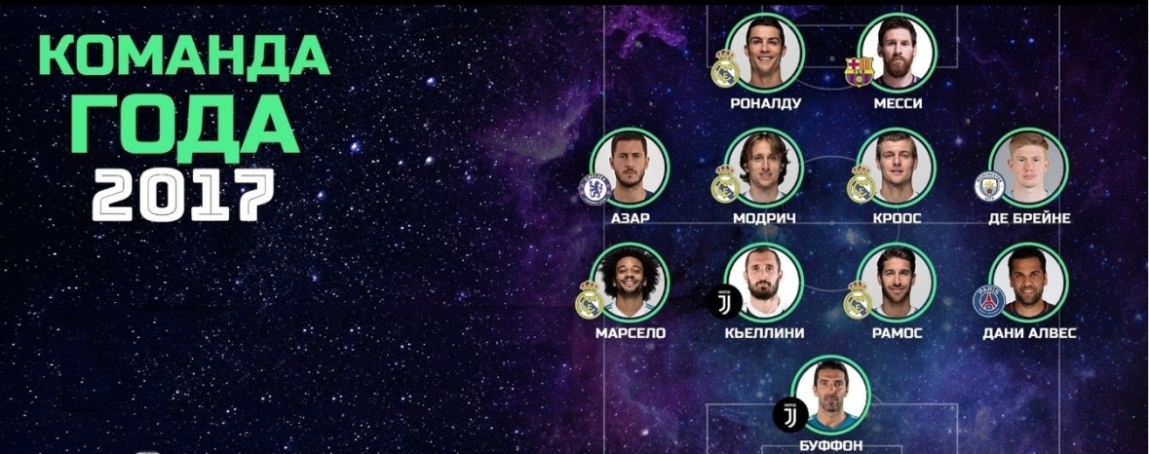 КОМАНДА
ГОДА
2017
РОНАЛДУ МЕССИ
АЗАР МОДРИЧ КРООС ДЕ БРЕЙНЕ
МАРСЕЛО КЬЕЛЛИНИ РАМОС ДАНИ АЛВЕС
БУФФОН